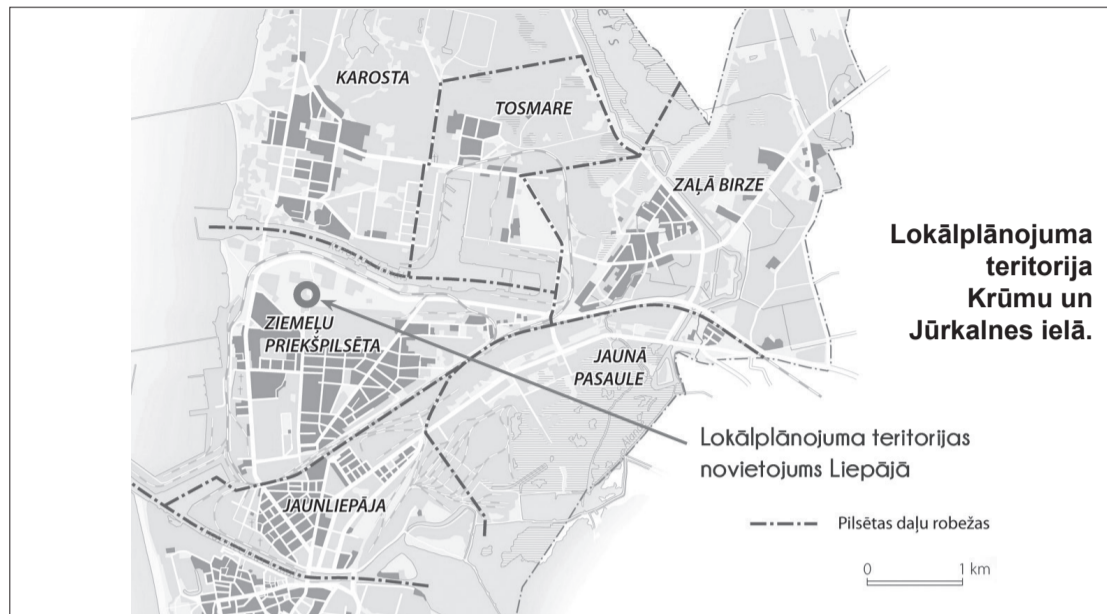 KAROSTA
TOSMARE
ZAĻĀ BIRZE
Lokālplānojuma
teritorija
Krūmu un
Jūrkalnes ielā.
ZIEMEĻU
PRIEKŠPILSĒTA
JAUNĀ
PASAULE
Lokālplānojuma teritorijas
novietojums Liepājā
JAUNLIEPĀJA
Pilsētas daļu robežas
0 1 km